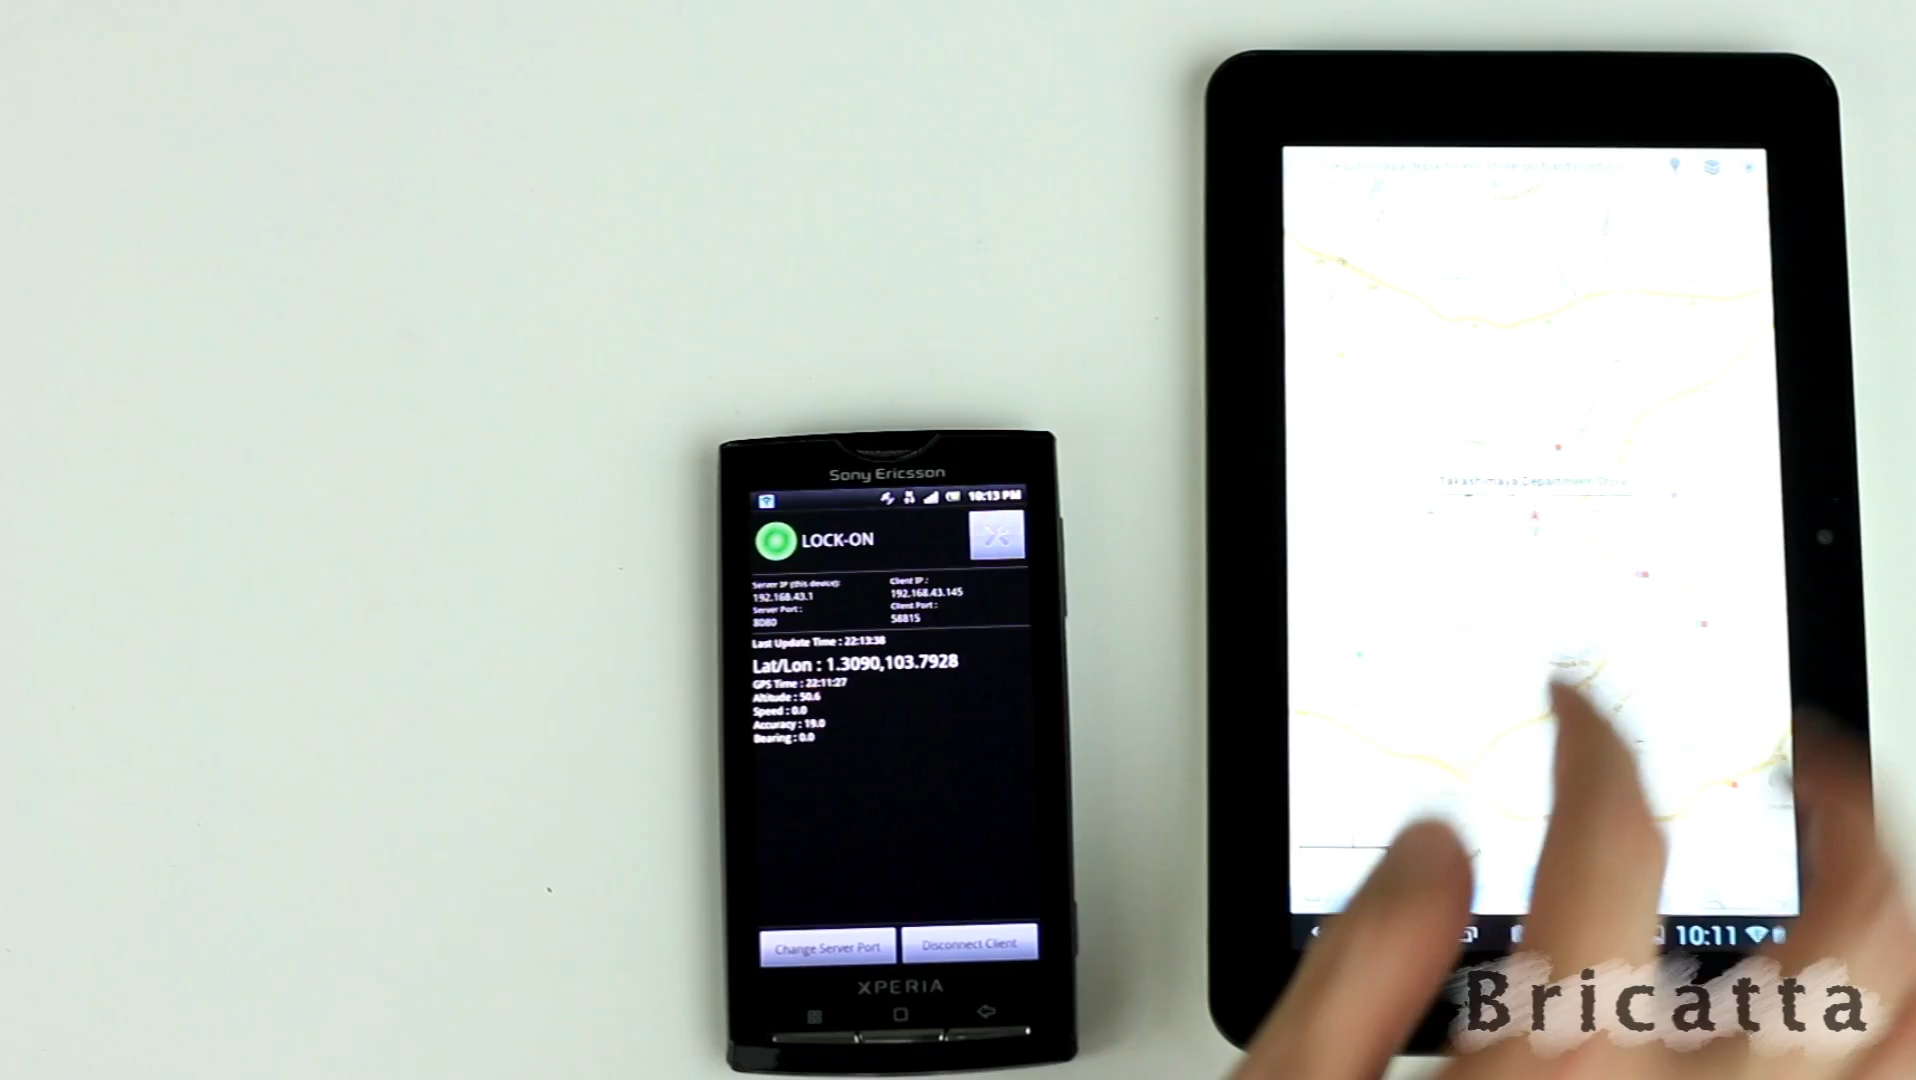 Sony Ericsson
10:13 PM
LOCK-ON
Server IP (this device):
192.168.43.1
Server Port :
8080
Client IP :
192.168.43.145
Client Port :
58815
Last Update Time : 22:13:38
Lat/Lon : 1.3090,103.7928
GPS Time : 22:11:27
Altitude : 50.6
Speed : 0.0
Accuracy : 19.0
Bearing : 0.0
Change Server Port
Disconnect Client
XPERIA
Takashimaya Department Store
10:11
Bricatta